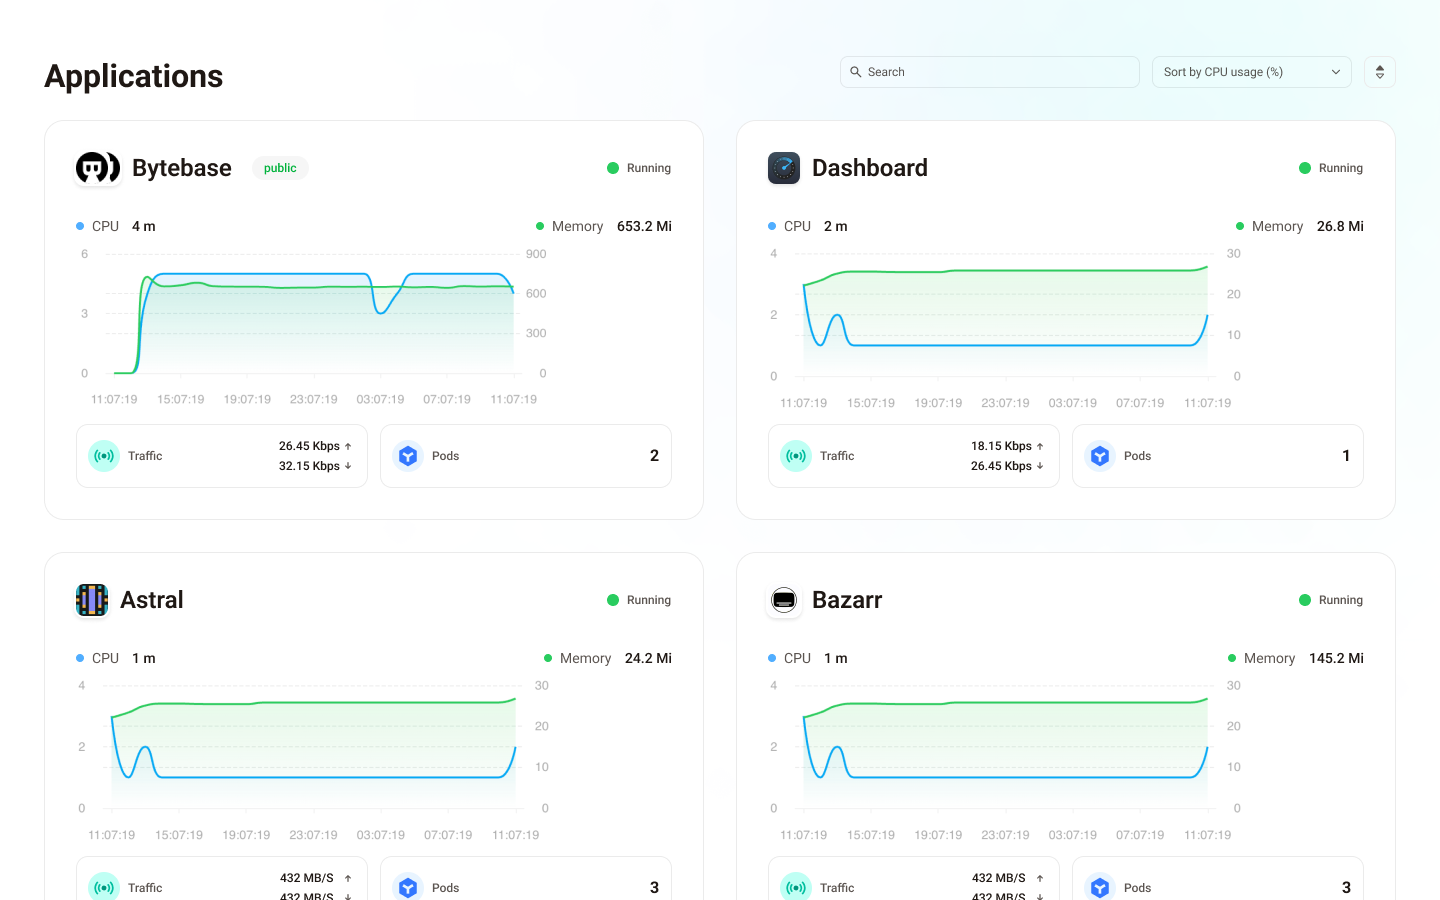 Applications
Search
Sort by CPU usage (%)
Bytebase
public
Running
CPU 4 m
Memory 653.2 Mi
6
3
0
900
600
300
0
11:07:19 15:07:19 19:07:19 23:07:19 03:07:19 07:07:19 11:07:19
Traffic
26.45 Kbps ↑
32.15 Kbps ↓
Pods
2
Dashboard
Running
CPU 2 m
Memory 26.8 Mi
4
2
0
30
20
10
0
11:07:19 15:07:19 19:07:19 23:07:19 03:07:19 07:07:19 11:07:19
Traffic
18.15 Kbps ↑
26.45 Kbps ↓
Pods
1
Astral
Running
CPU 1 m
Memory 24.2 Mi
4
2
0
30
20
10
0
11:07:19 15:07:19 19:07:19 23:07:19 03:07:19 07:07:19 11:07:19
Traffic
432 MB/S ↑
432 MB/S ↓
Pods
3
Bazarr
Running
CPU 1 m
Memory 145.2 Mi
4
2
0
30
20
10
0
11:07:19 15:07:19 19:07:19 23:07:19 03:07:19 07:07:19 11:07:19
Traffic
432 MB/S ↑
432 MB/S ↓
Pods
3